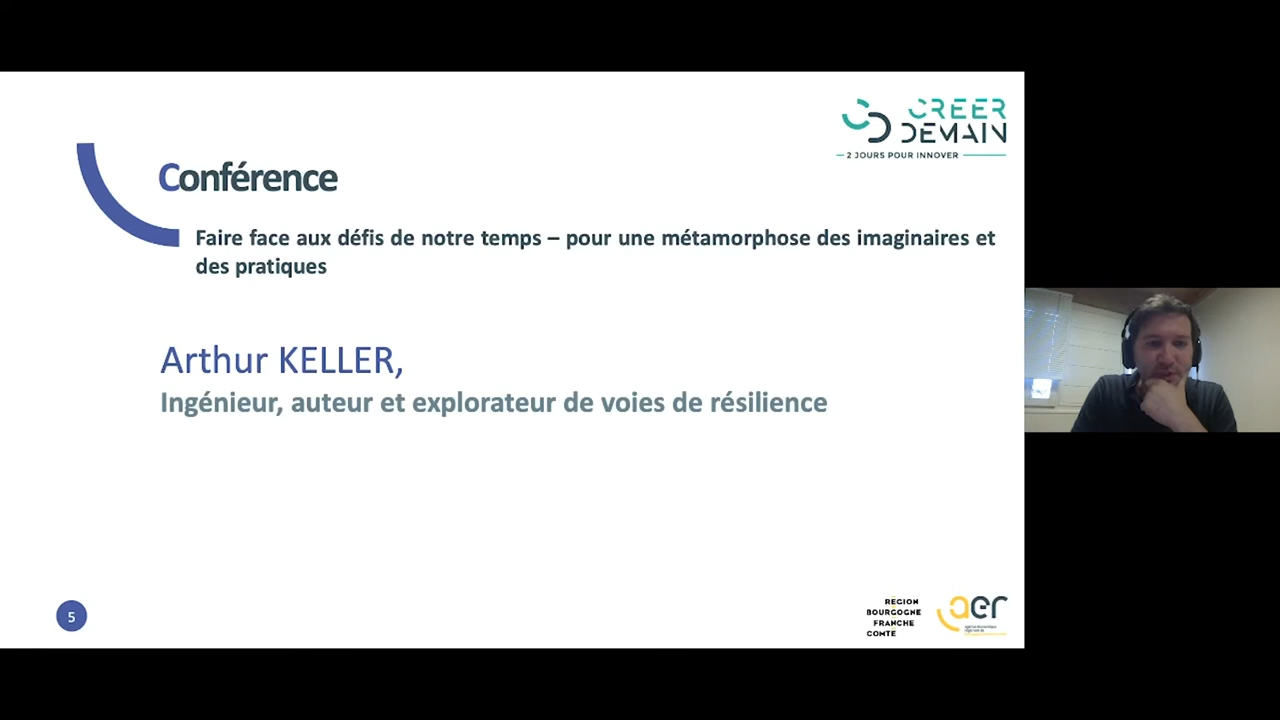 CREER
DEMAIN
2 JOURS POUR INNOVER
Conférence
Faire face aux défis de notre temps – pour une métamorphose des imaginaires et
des pratiques
Arthur KELLER,
Ingénieur, auteur et explorateur de voies de résilience
5
REGION
BOURGOGNE
FRANCHE
COMTE
aer